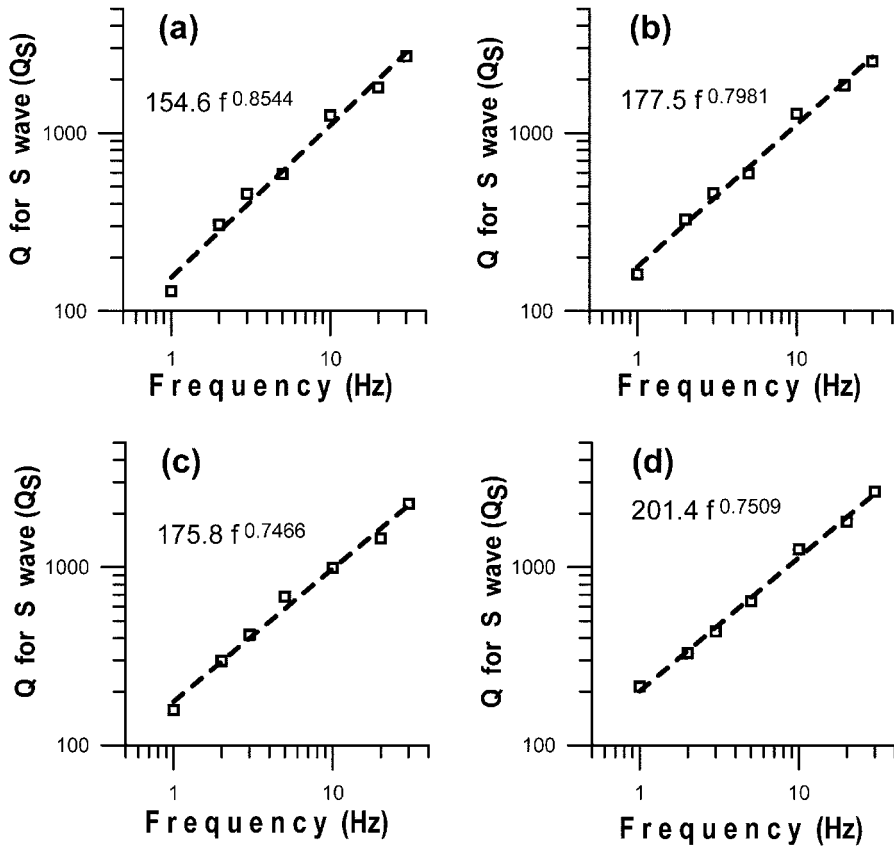 (a)
154.6 f 0.8544
Q for S wave (QS)
1000
100
1
10
Frequency (Hz)
(b)
177.5 f 0.7981
Q for S wave (QS)
1000
100
1
10
Frequency (Hz)
(c)
175.8 f 0.7466
Q for S wave (QS)
1000
100
1
10
Frequency (Hz)
(d)
201.4 f 0.7509
Q for S wave (QS)
1000
100
1
10
Frequency (Hz)